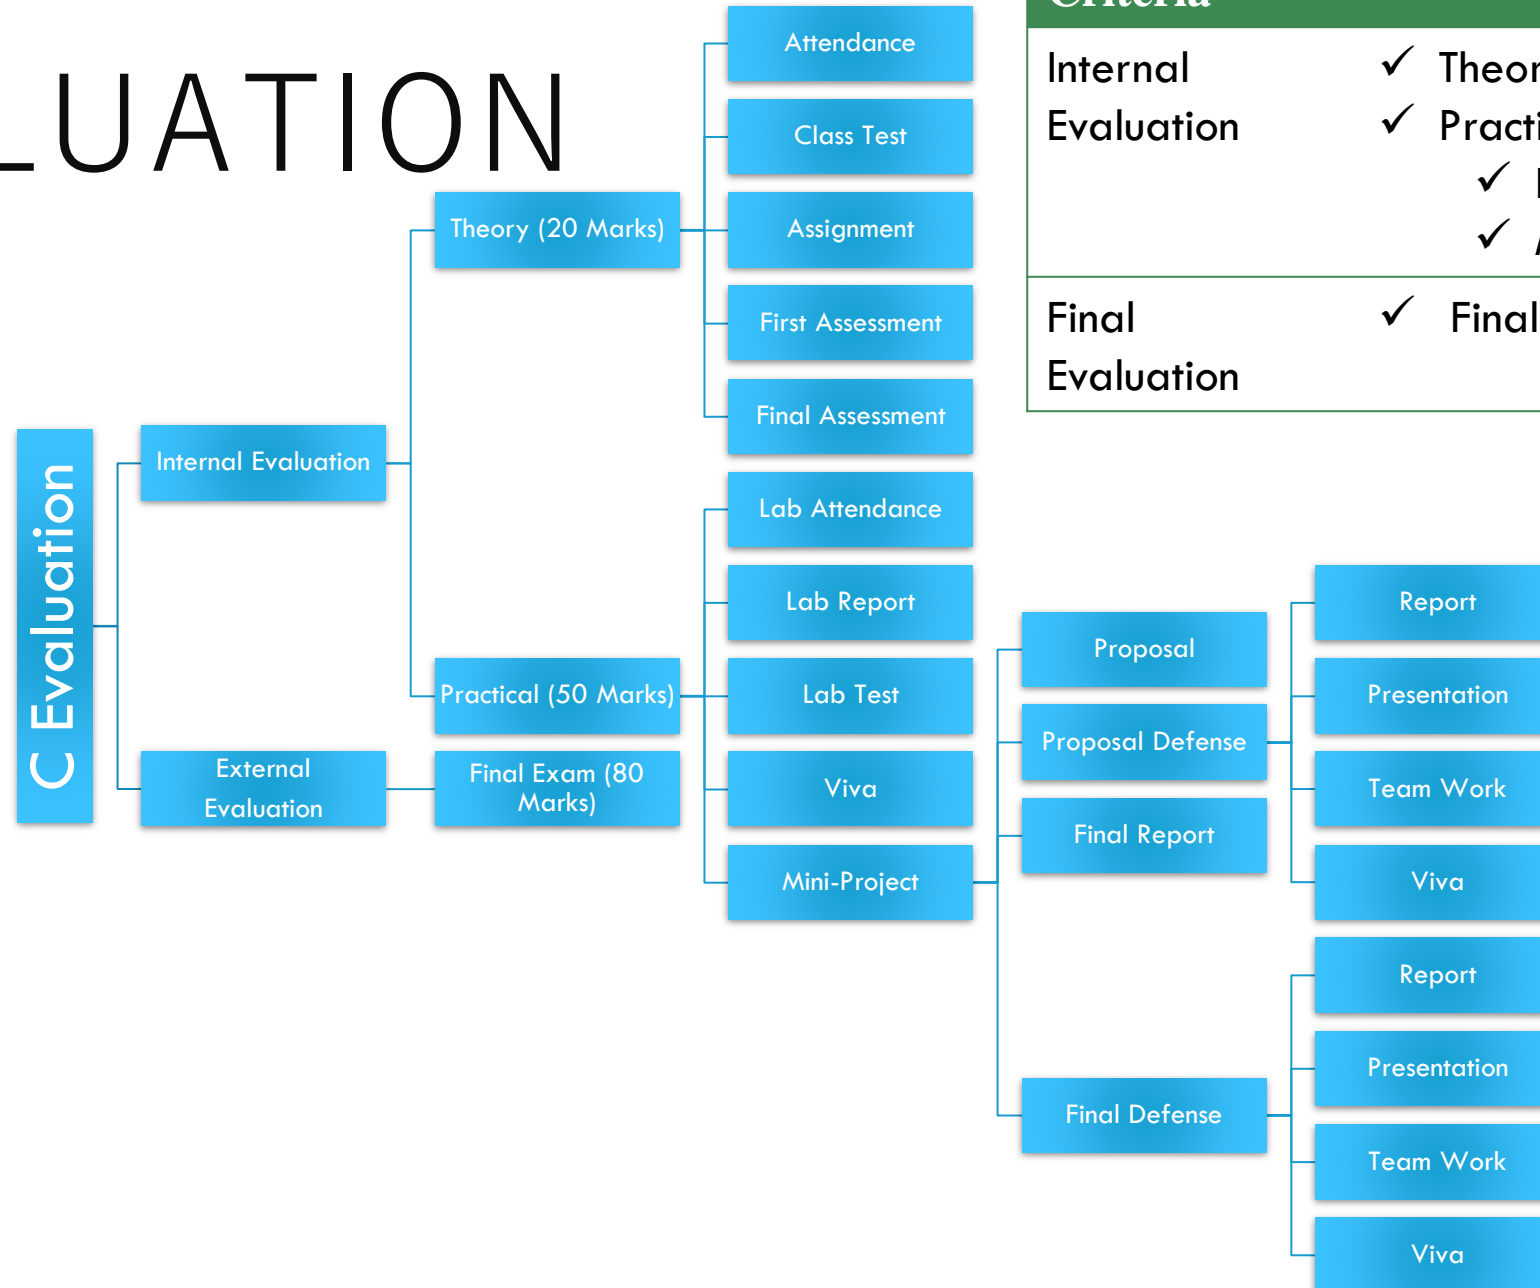 LUATION
Criteria
Internal
Evaluation
✓ Theor
✓ Practi
✓
✓
Final
Evaluation
✓ Final
C Evaluation
Internal Evaluation
External
Evaluation
Theory (20 Marks)
Practical (50 Marks)
Final Exam (80
Marks)
Attendance
Class Test
Assignment
First Assessment
Final Assessment
Lab Attendance
Lab Report
Lab Test
Viva
Mini-Project
Proposal
Proposal Defense
Final Report
Final Defense
Report
Presentation
Team Work
Viva
Report
Presentation
Team Work
Viva